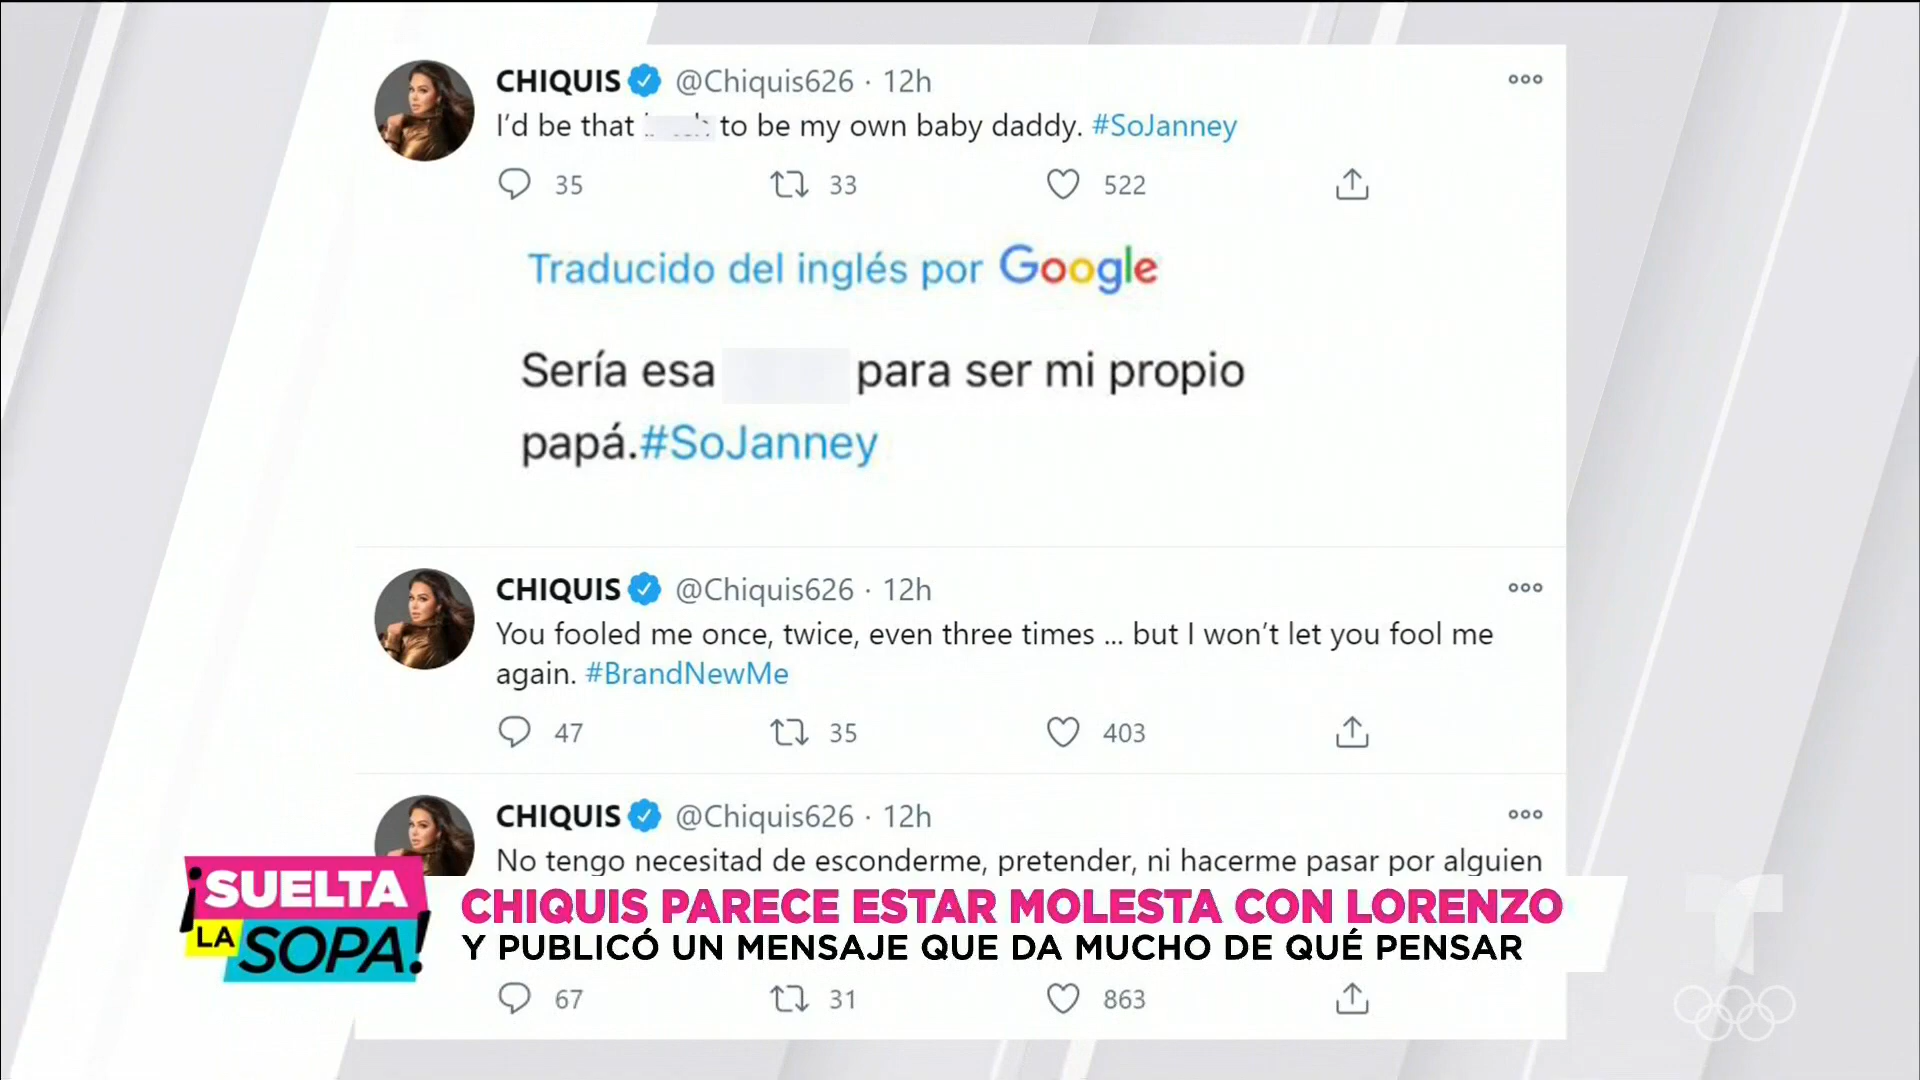 CHIQUIS @Chiquis626 · 12h
I'd be that to be my own baby daddy. #SoJanney
35 33 522
Traducido del inglés por Google
Sería esa para ser mi propio
papá.#SoJanney
CHIQUIS @Chiquis626 · 12h
You fooled me once, twice, even three times ... but I won't let you fool me
again. #BrandNewMe
47 35 403
CHIQUIS @Chiquis626 · 12h
No tengo necesitad de esconderme, pretender, ni hacerme pasar por alguien
¡SUELTA
LA SOPA!
CHIQUIS PARECE ESTAR MOLESTA CON LORENZO
Y PUBLICÓ UN MENSAJE QUE DA MUCHO DE QUÉ PENSAR
67 31 863